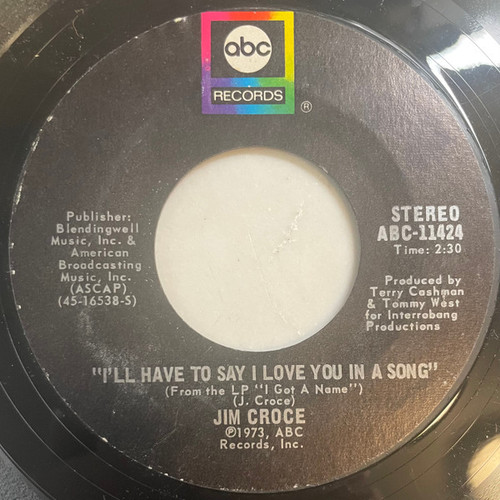 abc
RECORDS
®
Publisher:
Blendingwell
Music, Inc. &
American
Broadcasting
Music, Inc.
(ASCAP)
(45-16538-S)
STEREO
ABC-11424
Time: 2:30
Produced by
Terry Cashman
& Tommy West
for Interrobang
Productions
"I'LL HAVE TO SAY I LOVE YOU IN A SONG"
(From the LP "I Got A Name")
(J. Croce)
JIM CROCE
℗1973, ABC
Records, Inc.